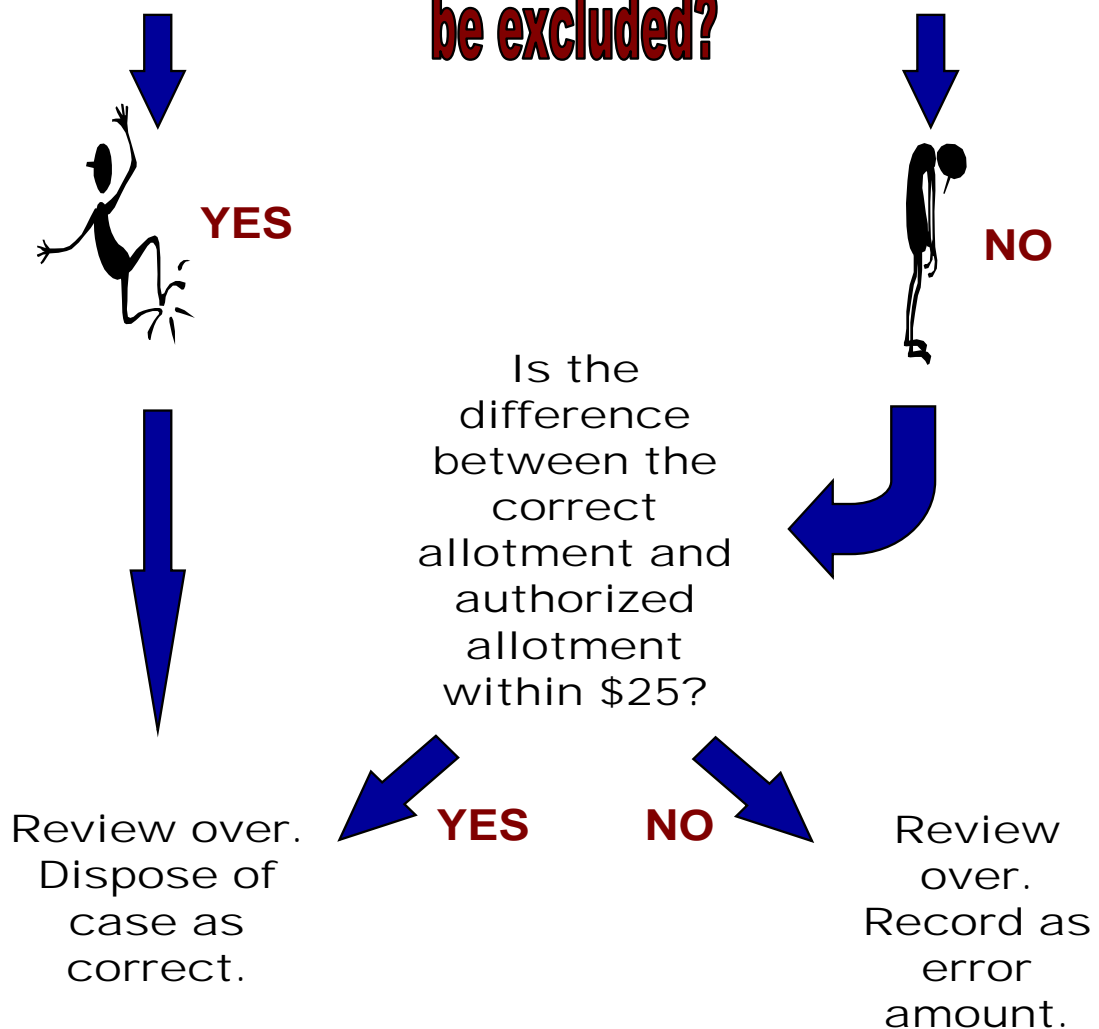 be excluded?
YES
NO
Is the
difference
between the
correct
allotment and
authorized
allotment
within $25?
YES
NO
Review over.
Dispose of
case as
correct.
Review
over.
Record as
error
amount.